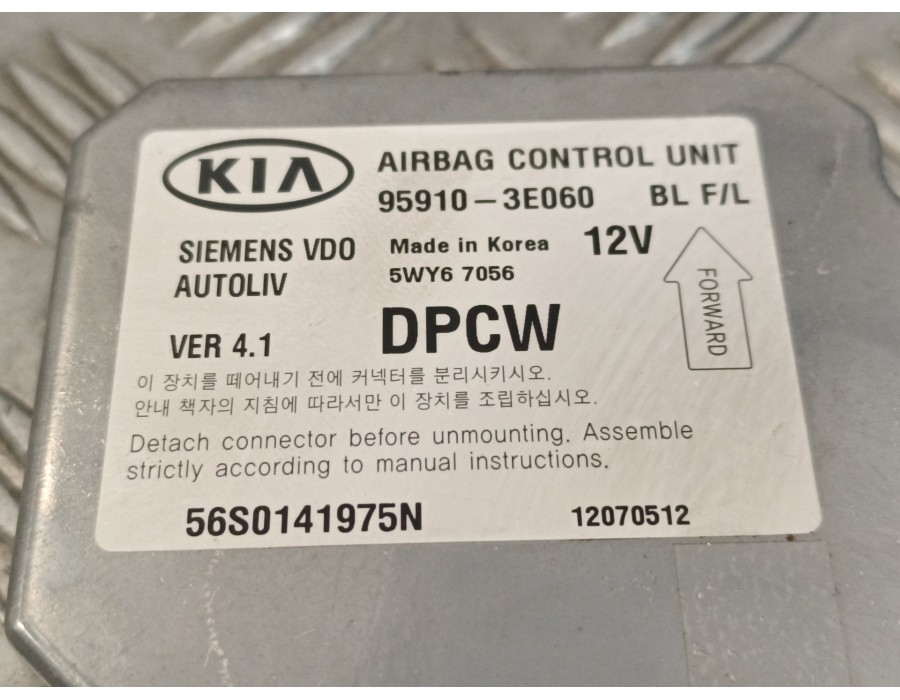 KIA AIRBAG CONTROL UNIT
95910-3E060 BL F/L
SIEMENS VDO Made in Korea 12V
AUTOLIV 5WY6 7056
FORWARD
VER 4.1 DPCW
이 장치를 떼어내기 전에 커넥터를 분리시키시오.
안내 책자의 지침에 따라서만 이 장치를 조립하십시오.
Detach connector before unmounting. Assemble
strictly according to manual instructions.
56S0141975N 12070512